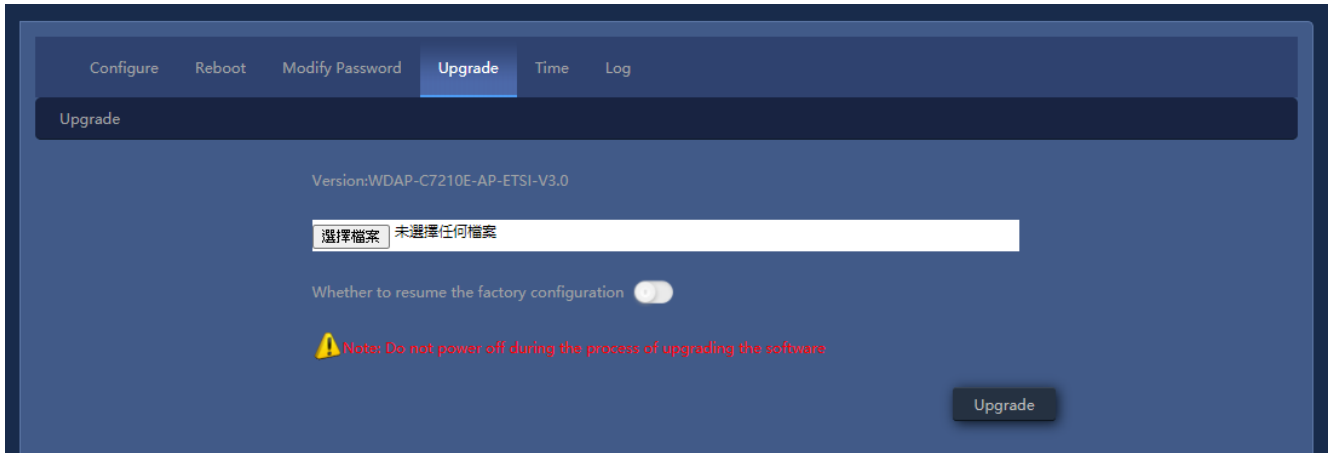 Configure Reboot Modify Password Upgrade Time Log
Upgrade
Version:WDAP-C7210E-AP-ETSI-V3.0
選擇檔案 未選擇任何檔案
Whether to resume the factory configuration
Note: Do not power off during the process of upgrading the software
Upgrade